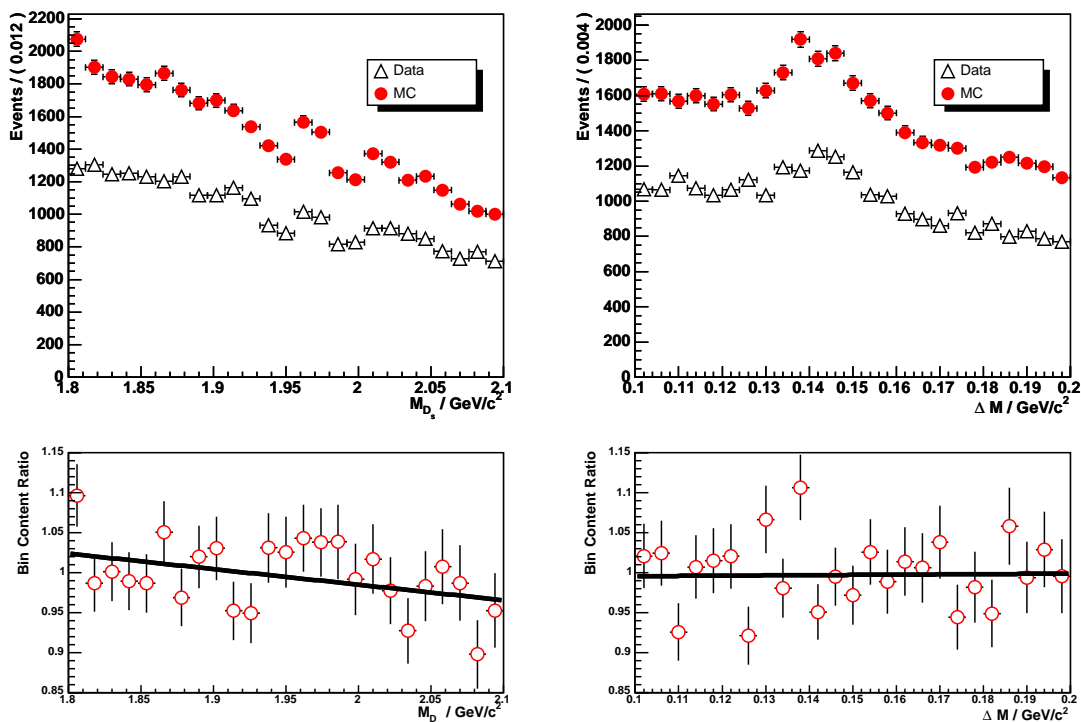 Events / ( 0.012 )
2200
2000
1800
1600
1400
1200
1000
800
600
400
200
0
Data
MC
1.8 1.85 1.9 1.95 2 2.05 2.1
M_{D_s} / GeV/c^2
Events / ( 0.004 )
2000
1800
1600
1400
1200
1000
800
600
400
200
0
Data
MC
0.1 0.11 0.12 0.13 0.14 0.15 0.16 0.17 0.18 0.19 0.2
Δ M / GeV/c^2
Bin Content Ratio
1.15
1.1
1.05
1
0.95
0.9
0.85
1.8 1.85 1.9 1.95 2 2.05 2.1
M_D / GeV/c^2
Bin Content Ratio
1.15
1.1
1.05
1
0.95
0.9
0.85
0.1 0.11 0.12 0.13 0.14 0.15 0.16 0.17 0.18 0.19 0.2
Δ M / GeV/c^2